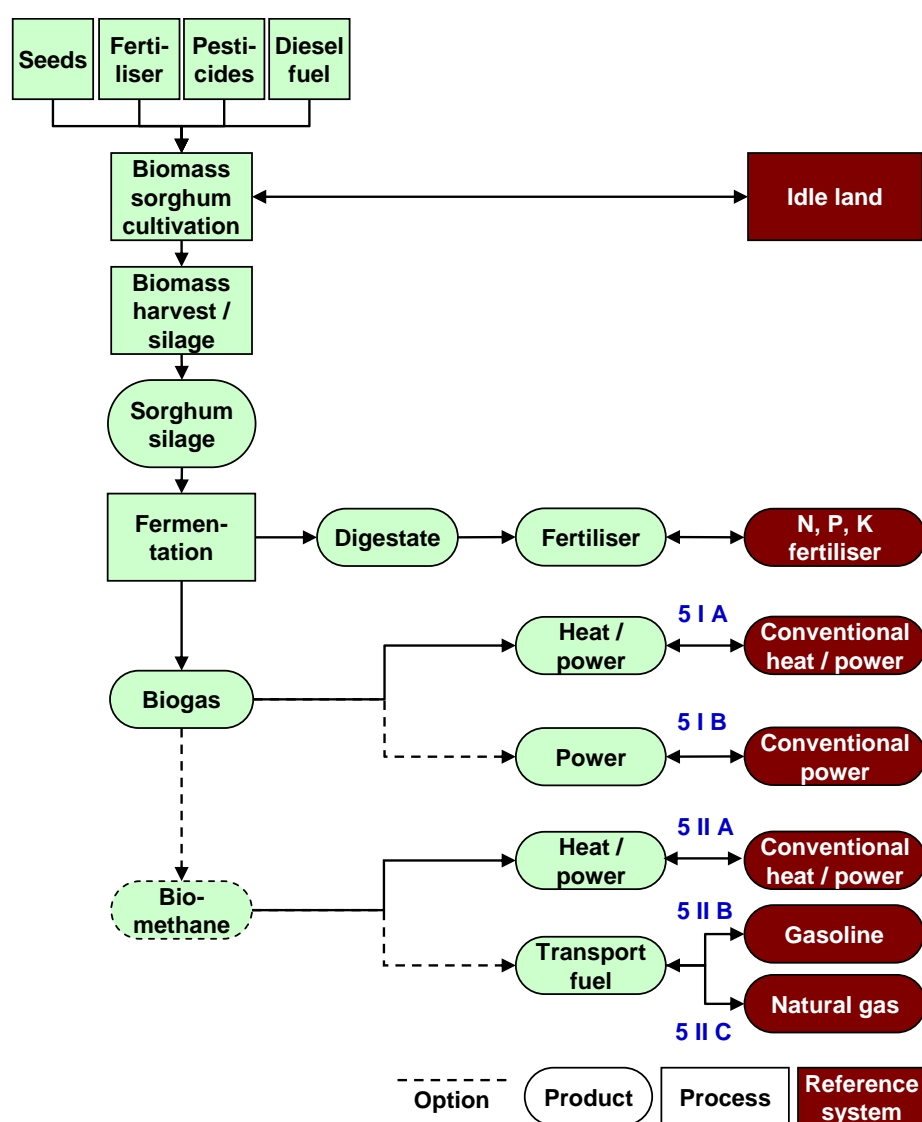 Seeds
Ferti-
liser
Pesti-
cides
Diesel
fuel
Biomass
sorghum
cultivation
Idle land
Biomass
harvest /
silage
Sorghum
silage
Fermen-
tation
Digestate
Fertiliser
N, P, K
fertiliser
Biogas
Heat /
power
5 I A
Conventional
heat / power
Power
5 I B
Conventional
power
Bio-
methane
Heat /
power
5 II A
Conventional
heat / power
Transport
fuel
5 II B
Gasoline
Natural gas
5 II C
Option
Product
Process
Reference
system